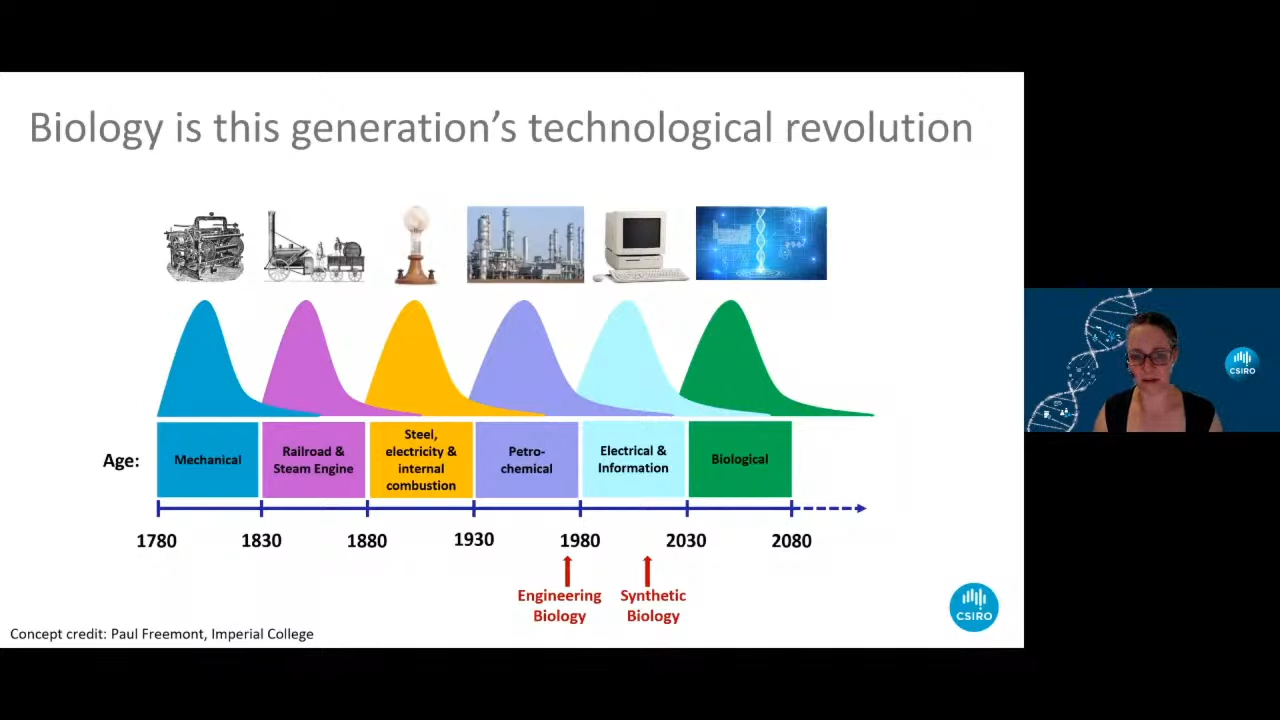 Biology is this generation's technological revolution
Age:
Mechanical
Railroad &
Steam Engine
Steel,
electricity &
internal
combustion
Petro-
chemical
Electrical &
Information
Biological
1780
1830
1880
1930
1980
2030
2080
Engineering
Biology
Synthetic
Biology
CSIRO
Concept credit: Paul Freemont, Imperial College
CSIRO